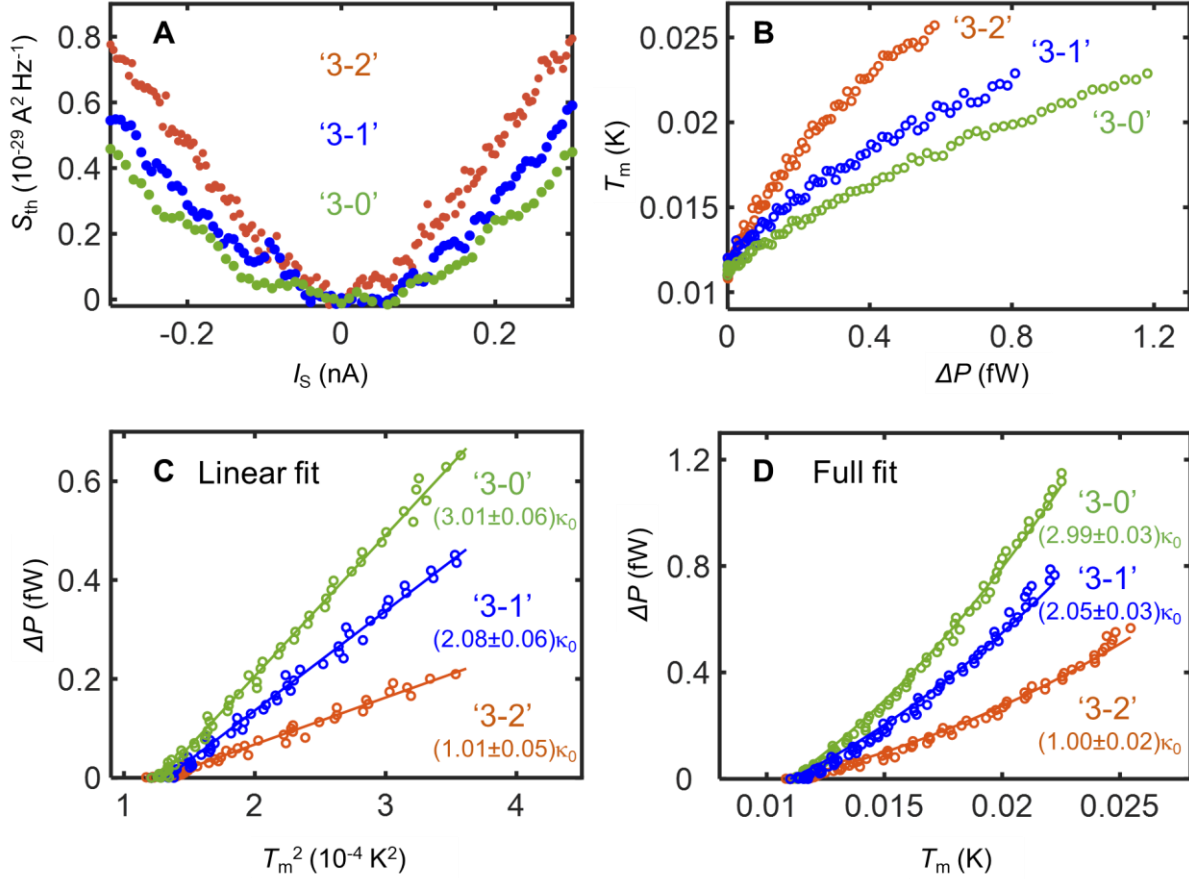 A
'3-2'
'3-1'
'3-0'
S_th (10⁻²⁹ A² Hz⁻¹)
0.8
0.6
0.4
0.2
0
-0.2
0
0.2
I_S (nA)
B
'3-2'
'3-1'
'3-0'
T_m (K)
0.025
0.02
0.015
0.01
0
0.4
0.8
1.2
ΔP (fW)
C Linear fit
'3-0'
(3.01±0.06)κ₀
'3-1'
(2.08±0.06)κ₀
'3-2'
(1.01±0.05)κ₀
ΔP (fW)
0.6
0.4
0.2
0
1
2
3
4
T_m² (10⁻⁴ K²)
D Full fit
'3-0'
(2.99±0.03)κ₀
'3-1'
(2.05±0.03)κ₀
'3-2'
(1.00±0.02)κ₀
ΔP (fW)
1.2
0.8
0.4
0
0.01
0.015
0.02
0.025
T_m (K)